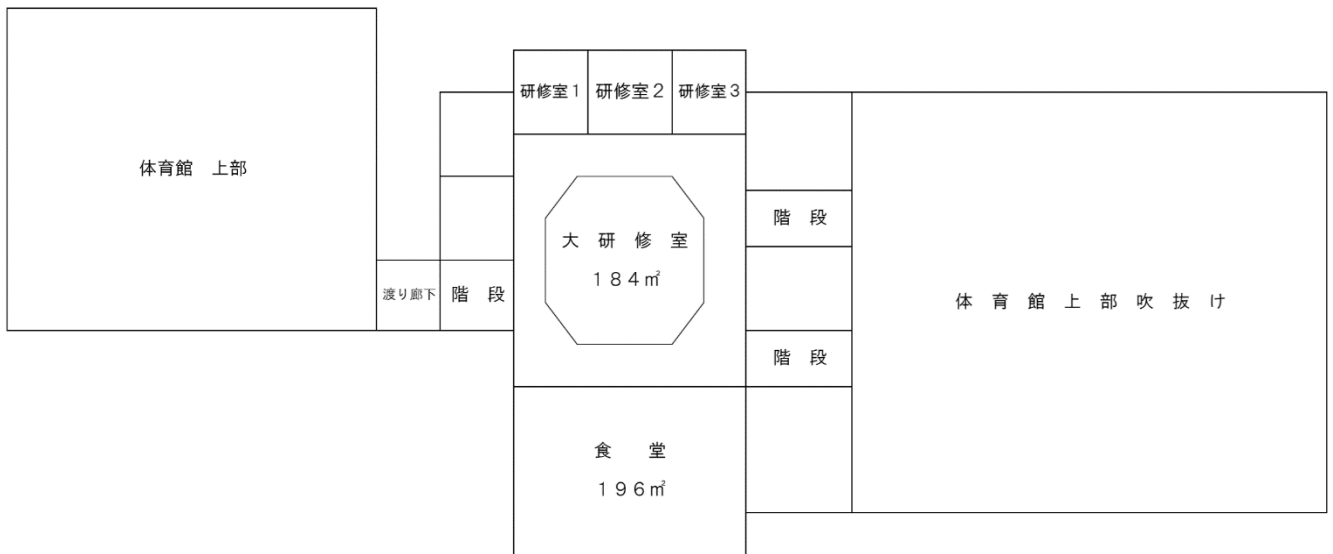 研修室１
研修室２
研修室３
体育館　上部
階　段
大　研　修　室
１８４㎡
渡り廊下
階　段
体　育　館　上　部　吹　抜　け
階　段
食　　堂
１９６㎡